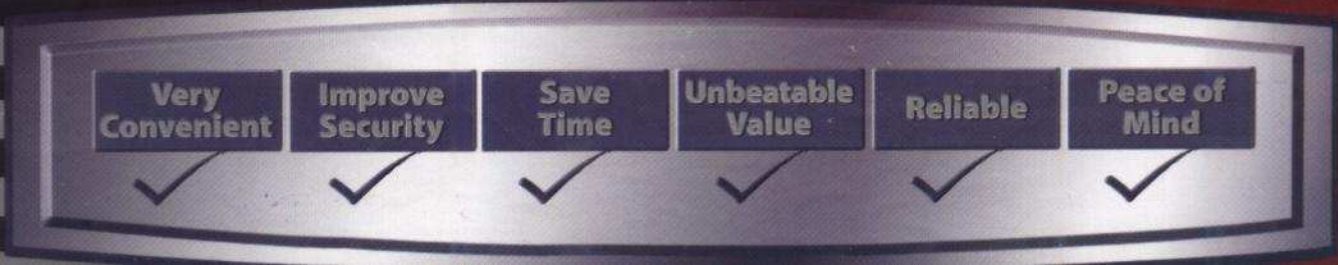 Very
Convenient
Improve
Security
Save
Time
Unbeatable
Value
Reliable
Peace of
Mind